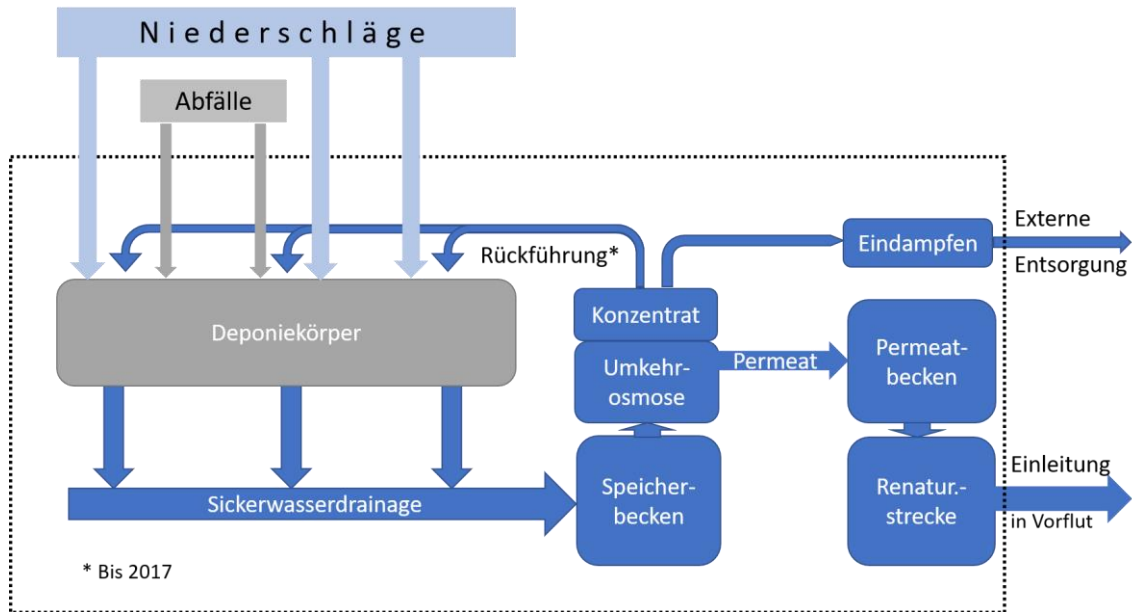 Niederschläge
Abfälle
Rückführung*
Eindampfen
Externe
Entsorgung
Deponiekörper
Konzentrat
Umkehr-
osmose
Permeat
Permeat-
becken
Sickerwasserdrainage
Speicher-
becken
Renatur.-
strecke
Einleitung
in Vorflut
* Bis 2017